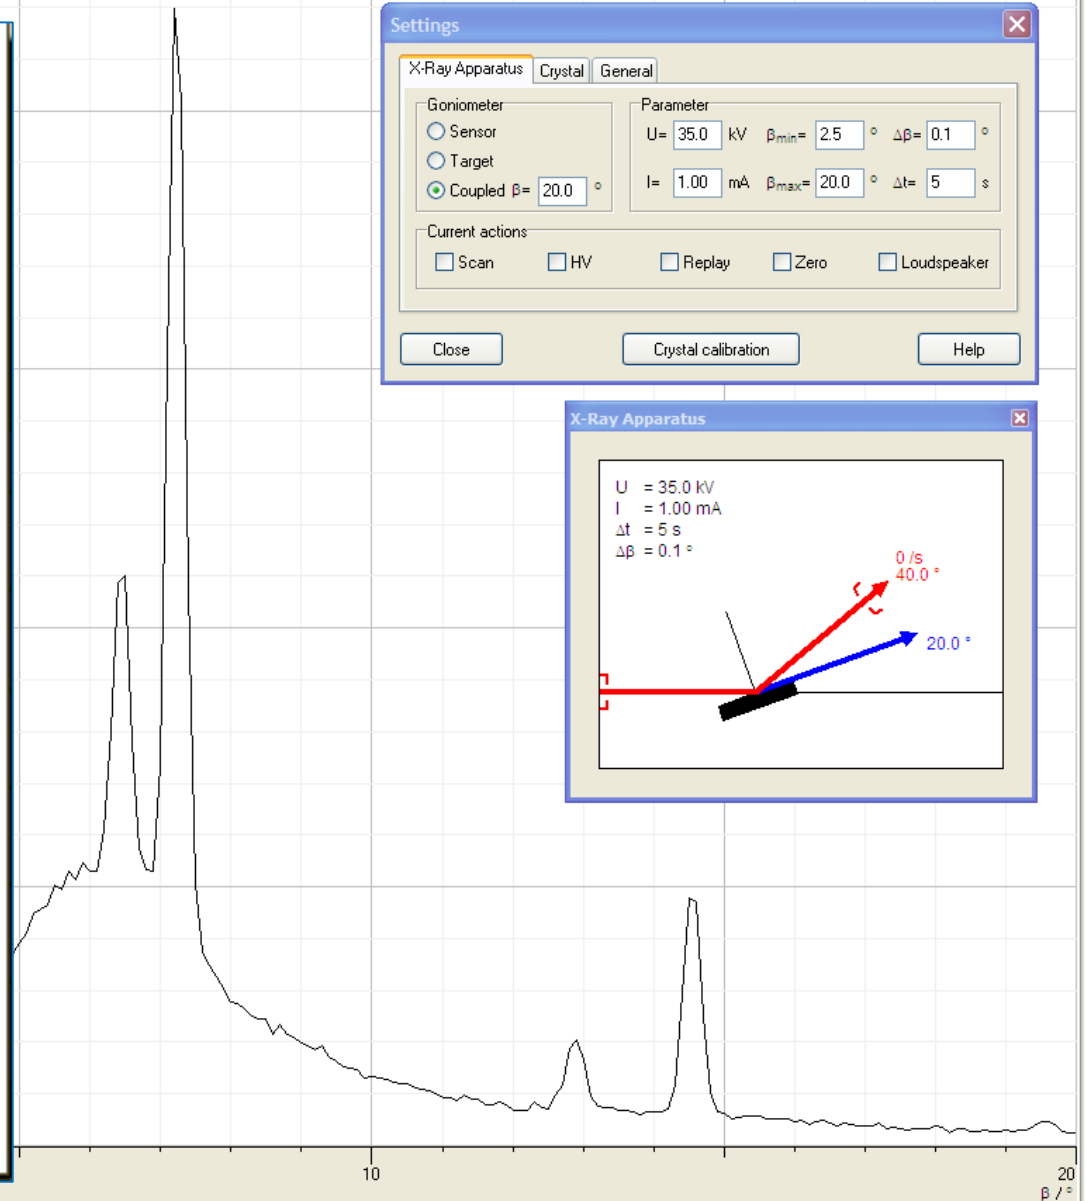 Settings
X-Ray Apparatus Crystal General
Goniometer
Sensor
Target
Coupled β= 20.0 °
Parameter
U= 35.0 kV βmin= 2.5 ° Δβ= 0.1 °
I= 1.00 mA βmax= 20.0 ° Δt= 5 s
Current actions
Scan HV Replay Zero Loudspeaker
Close Crystal calibration Help
X-Ray Apparatus
U = 35.0 kV
I = 1.00 mA
Δt = 5 s
Δβ = 0.1 °
0 /s
40.0 °
20.0 °
10 20
β / °